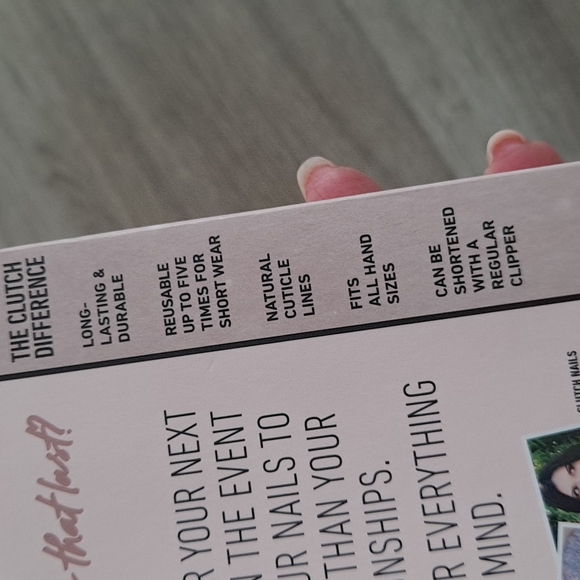 THE CLUTCH
DIFFERENCE
LONG-
LASTING &
DURABLE
REUSABLE
UP TO FIVE
TIMES FOR
SHORT WEAR
NATURAL
CUTICLE
LINES
FITS
ALL HAND
SIZES
CAN BE
SHORTENED
WITH A
REGULAR
CLIPPER
that last?
YOUR NEXT
THE EVENT
NAILS TO
THAN YOUR
EVERYTHING
MIND.
NAILS